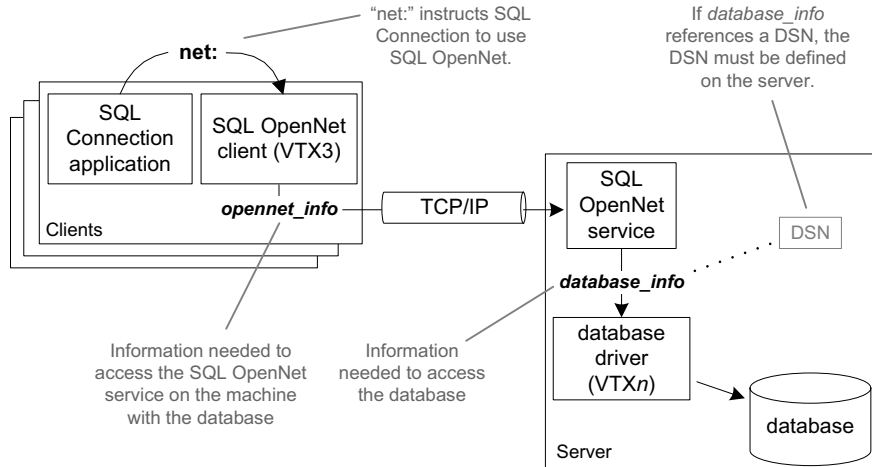 “net:” instructs SQL
Connection to use
SQL OpenNet.
If database_info
references a DSN, the
DSN must be defined
on the server.
net:
SQL
Connection
application
SQL OpenNet
client (VTX3)
opennet_info
Clients
TCP/IP
SQL
OpenNet
service
DSN
database_info
database
driver
(VTXn)
database
Server
Information needed to
access the SQL OpenNet
service on the machine
with the database
Information
needed to access
the database